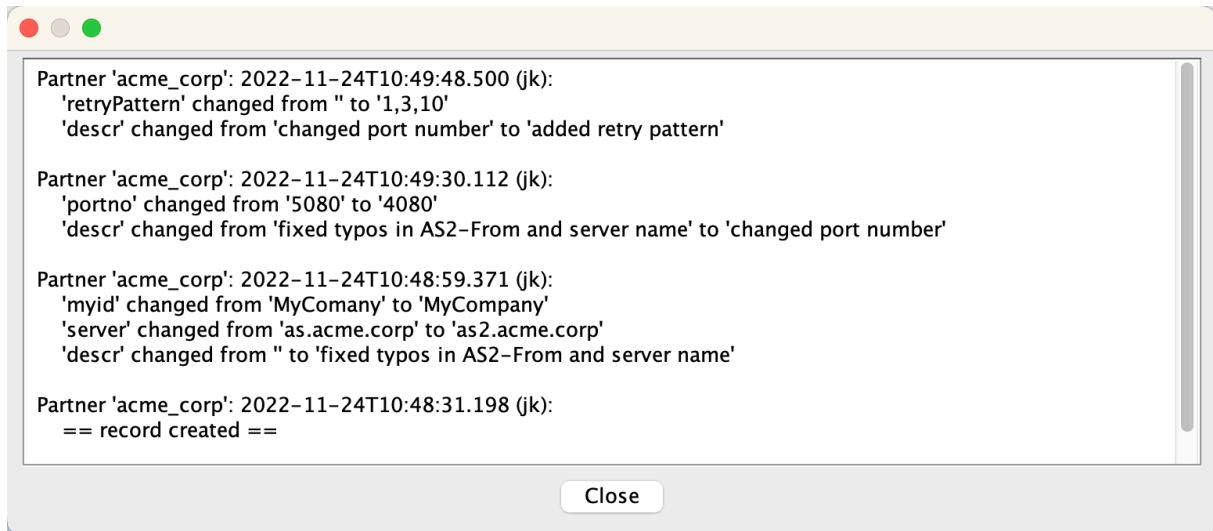 Partner 'acme_corp': 2022-11-24T10:49:48.500 (jk):
'retryPattern' changed from '' to '1,3,10'
'descr' changed from 'changed port number' to 'added retry pattern'
Partner 'acme_corp': 2022-11-24T10:49:30.112 (jk):
'portno' changed from '5080' to '4080'
'descr' changed from 'fixed typos in AS2-From and server name' to 'changed port number'
Partner 'acme_corp': 2022-11-24T10:48:59.371 (jk):
'myid' changed from 'MyComany' to 'MyCompany'
'server' changed from 'as.acme.corp' to 'as2.acme.corp'
'descr' changed from '' to 'fixed typos in AS2-From and server name'
Partner 'acme_corp': 2022-11-24T10:48:31.198 (jk):
== record created ==
Close